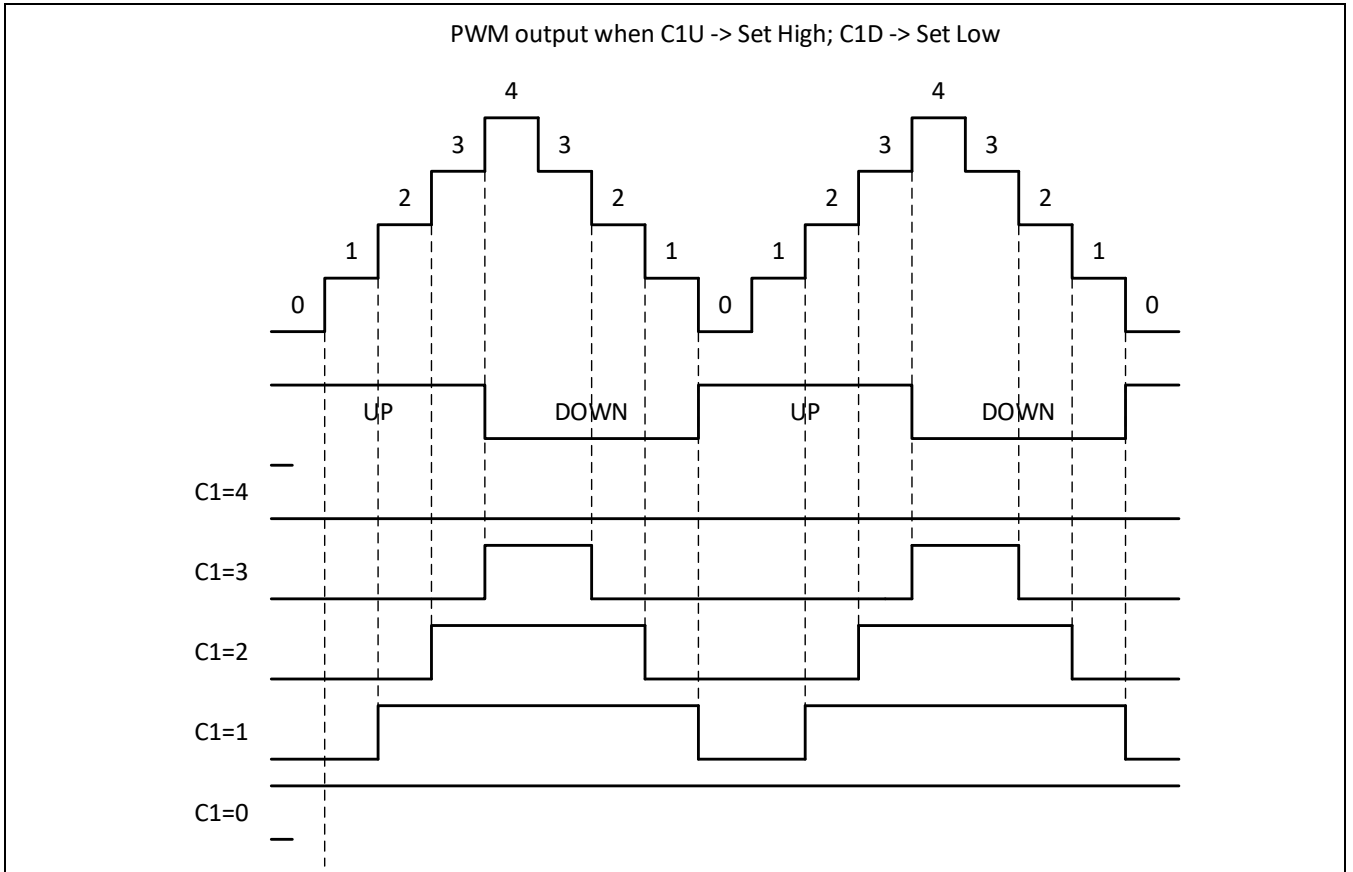 PWM output when C1U -> Set High; C1D -> Set Low
4 4
3 3 3 3
2 2 2 2
1 1 1 1
0 0 0
UP DOWN UP DOWN
C1=4
C1=3
C1=2
C1=1
C1=0